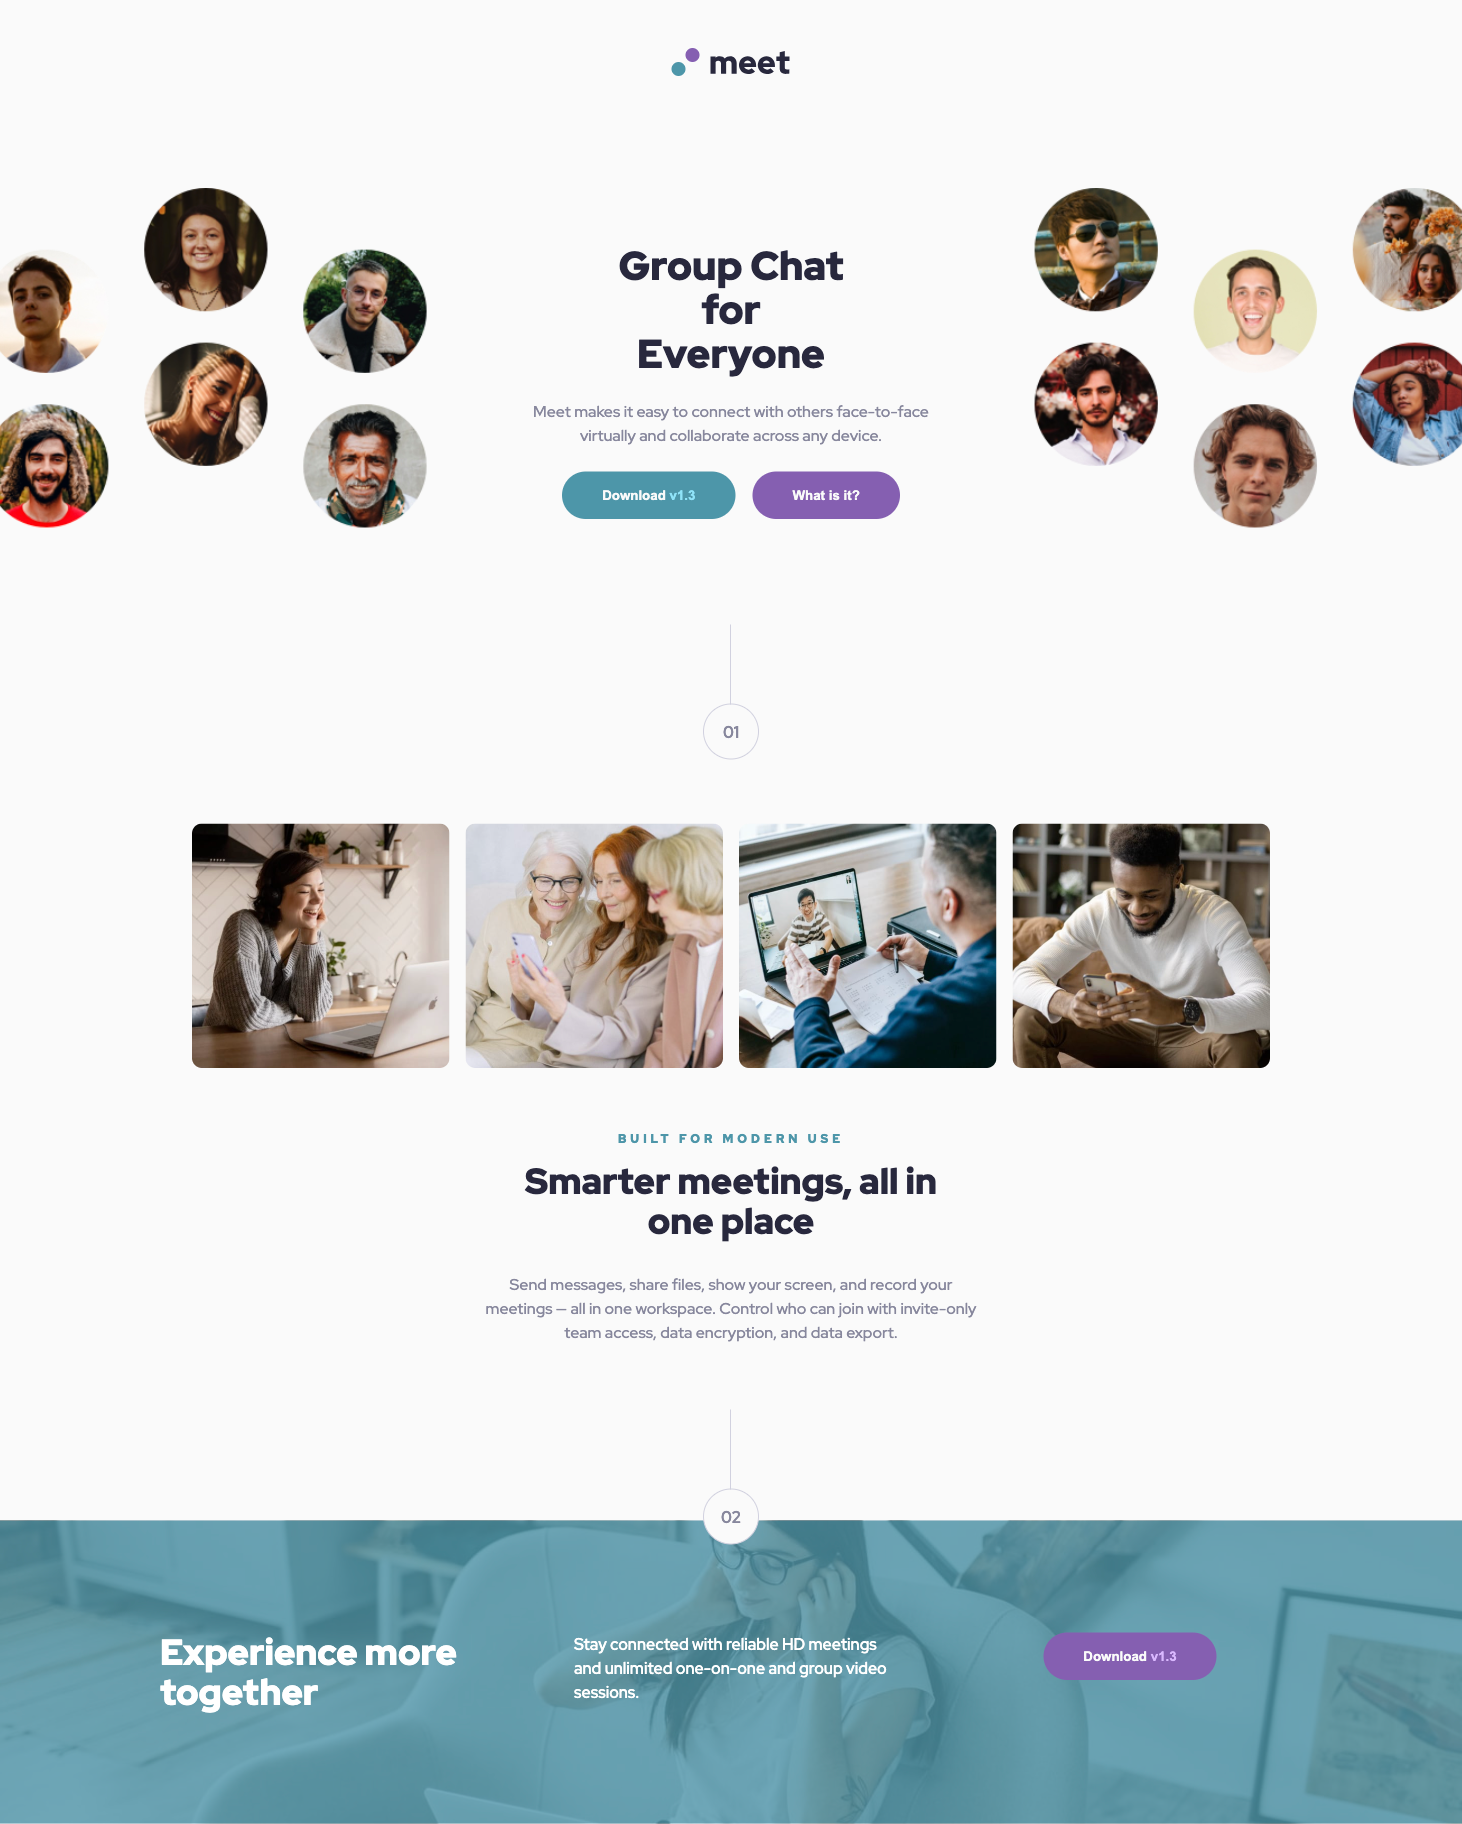 meet
Group Chat
for
Everyone
Meet makes it easy to connect with others face-to-face
virtually and collaborate across any device.
Download v1.3
What is it?
01
BUILT FOR MODERN USE
Smarter meetings, all in
one place
Send messages, share files, show your screen, and record your
meetings — all in one workspace. Control who can join with invite-only
team access, data encryption, and data export.
02
Experience more
together
Stay connected with reliable HD meetings
and unlimited one-on-one and group video
sessions.
Download v1.3